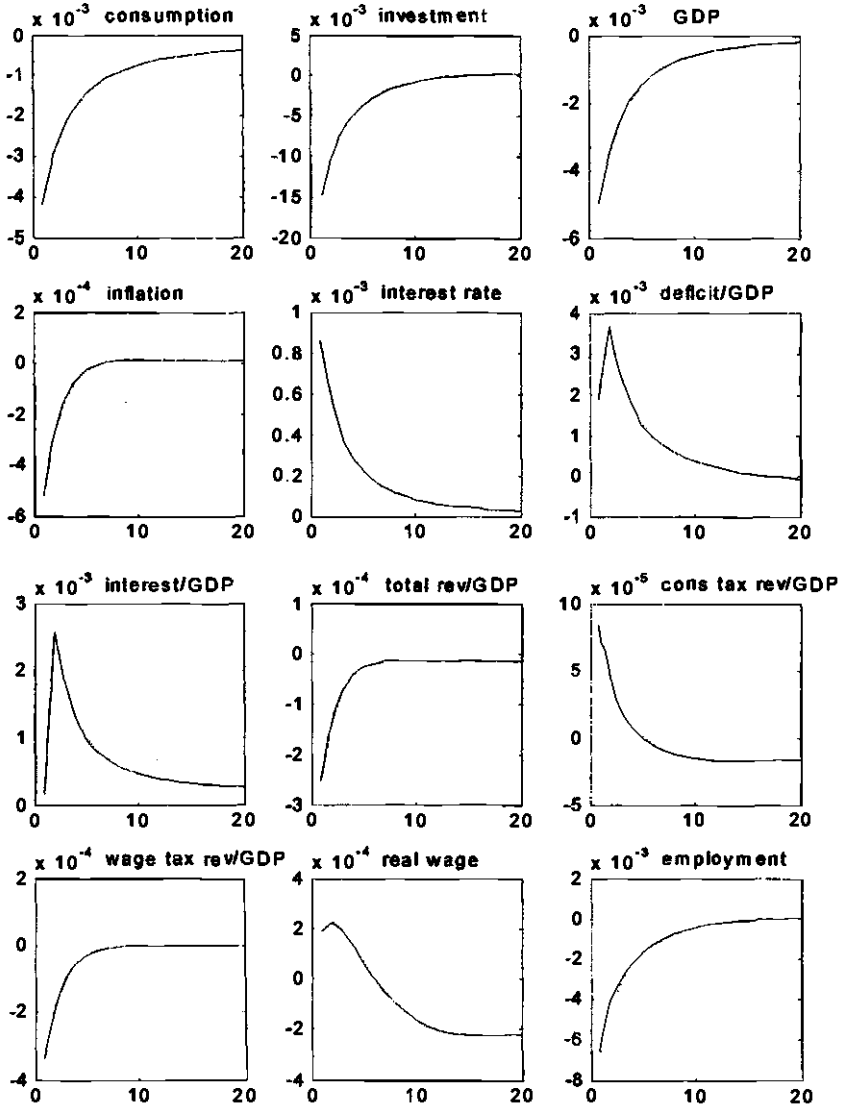 x 10⁻³ consumption
0
-1
-2
-3
-4
-5
0 10 20
x 10⁻³ investment
5
0
-5
-10
-15
-20
0 10 20
x 10⁻³ GDP
0
-2
-4
-6
0 10 20
x 10⁻⁴ inflation
2
0
-2
-4
-6
0 10 20
x 10⁻³ interest rate
1
0.8
0.6
0.4
0.2
0
0 10 20
x 10⁻³ deficit/GDP
4
3
2
1
0
-1
0 10 20
x 10⁻³ interest/GDP
3
2
1
0
0 10 20
x 10⁻⁴ total rev/GDP
1
0
-1
-2
-3
0 10 20
x 10⁻⁵ cons tax rev/GDP
10
5
0
-5
0 10 20
x 10⁻⁴ wage tax rev/GDP
2
0
-2
-4
0 10 20
x 10⁻⁴ real wage
4
2
0
-2
-4
0 10 20
x 10⁻³ employment
2
0
-2
-4
-6
-8
0 10 20